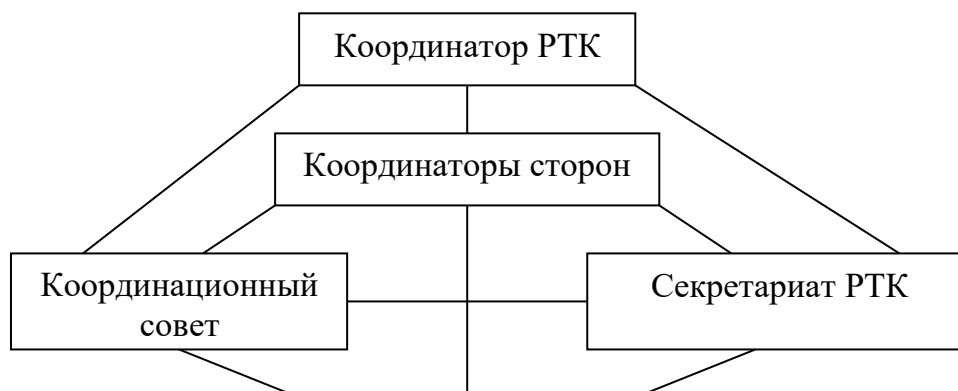 Координатор РТК
Координаторы сторон
Координационный
совет
Секретариат РТК